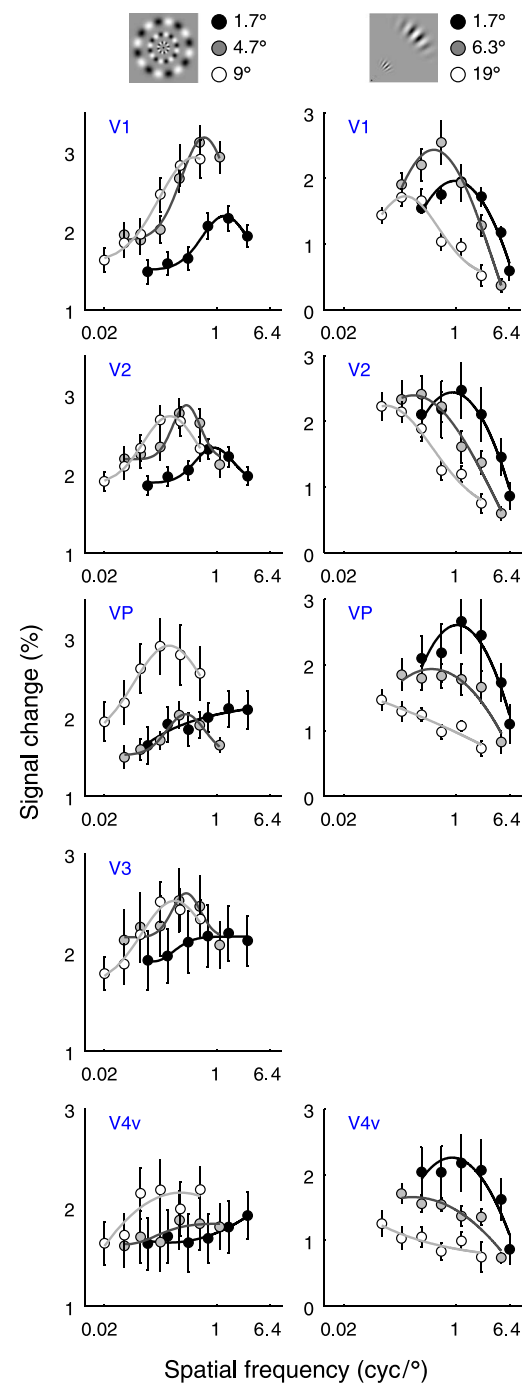 1.7° 1.7°
4.7° 6.3°
9° 19°
V1 V1
3 3
2 2
1
1 0
0.02 1 6.4 0.02 1 6.4
V2 V2
3 3
2 2
1
1 0
0.02 1 6.4 0.02 1 6.4
VP VP
3 3
2 2
1
1 0
0.02 1 6.4 0.02 1 6.4
Signal change (%)
V3
3
2
1
0.02 1 6.4
V4v V4v
3 3
2 2
1
1 0
0.02 1 6.4 0.02 1 6.4
Spatial frequency (cyc/°)